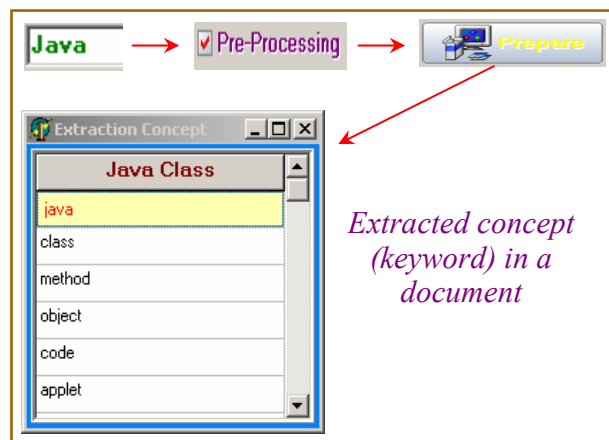 Java
Pre-Processing
Prepare
Extraction Concept
Java Class
java
class
method
object
code
applet
Extracted concept
(keyword) in a
document